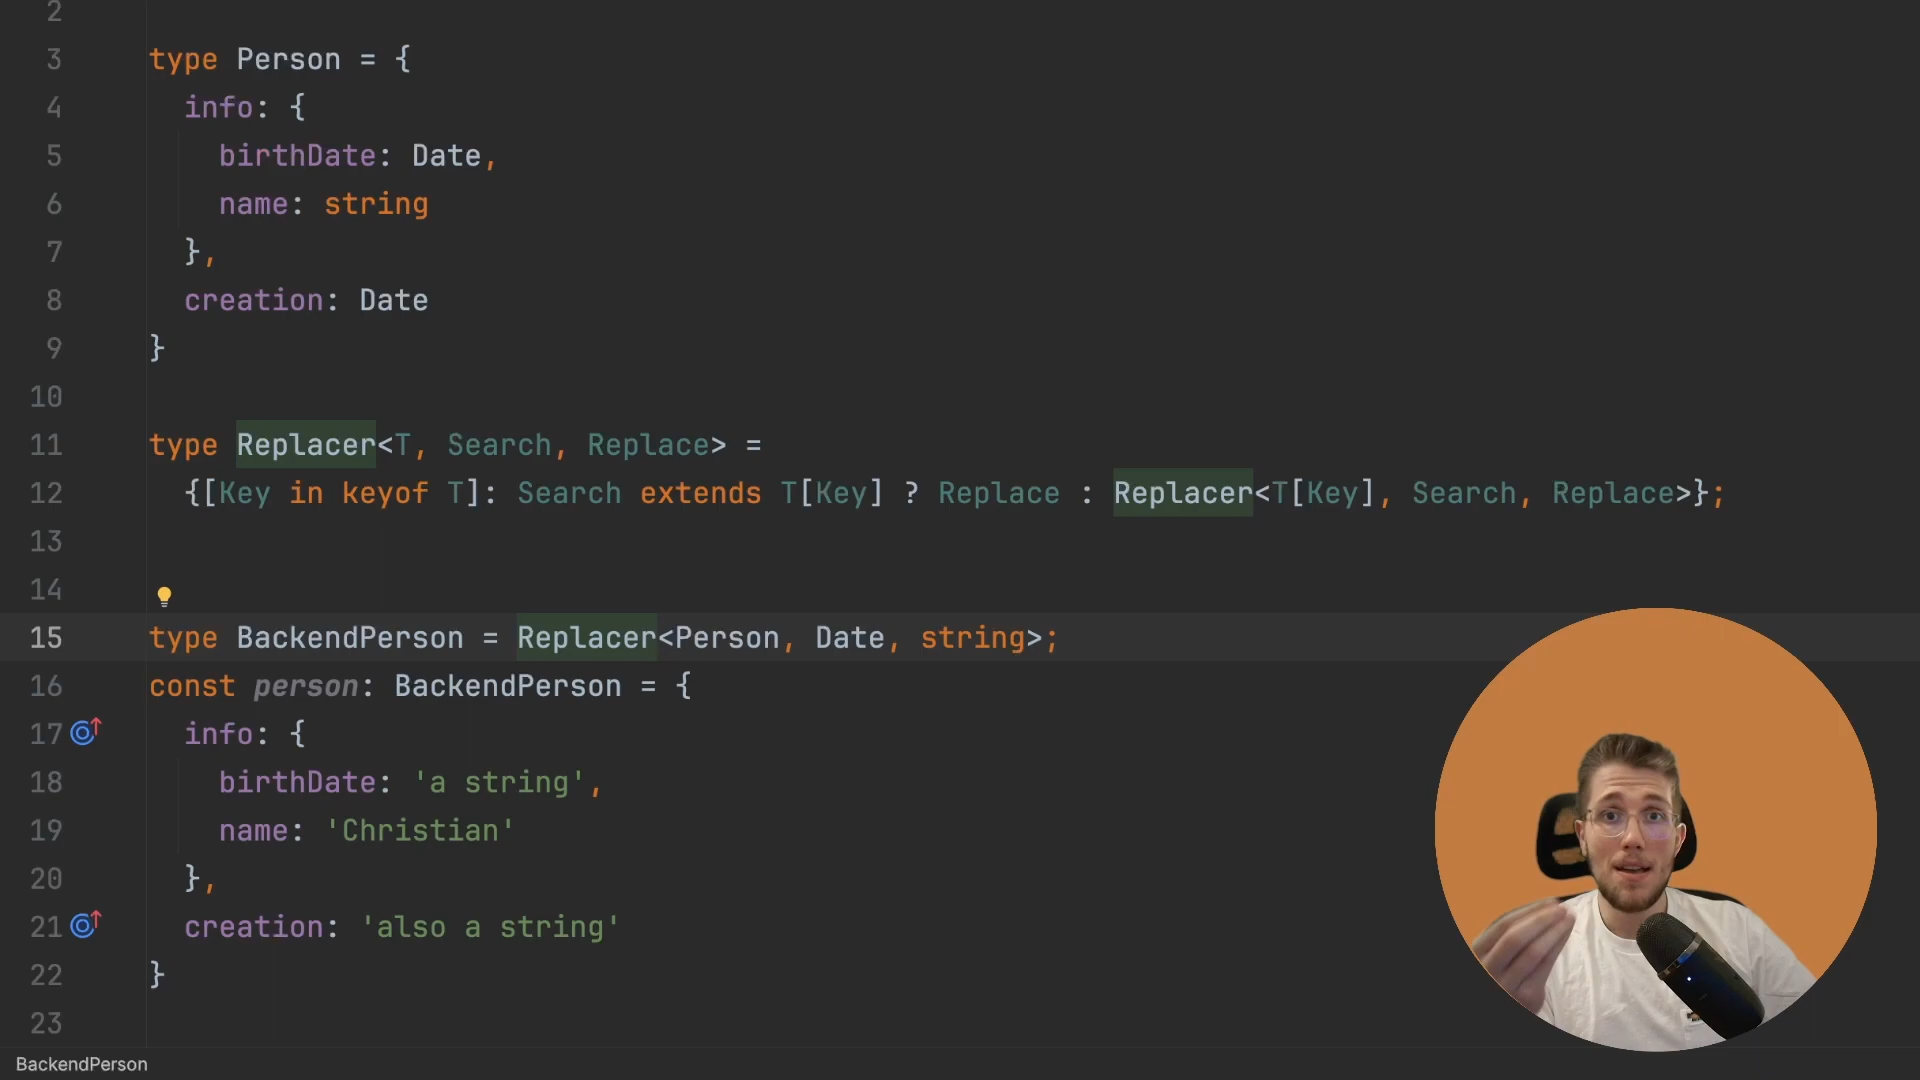 2
3 type Person = {
4 info: {
5 birthDate: Date,
6 name: string
7 },
8 creation: Date
9 }
10
11 type Replacer<T, Search, Replace> =
12 {[Key in keyof T]: Search extends T[Key] ? Replace : Replacer<T[Key], Search, Replace>};
13
14
15 type BackendPerson = Replacer<Person, Date, string>;
16 const person: BackendPerson = {
17 info: {
18 birthDate: 'a string',
19 name: 'Christian'
20 },
21 creation: 'also a string'
22 }
23
BackendPerson